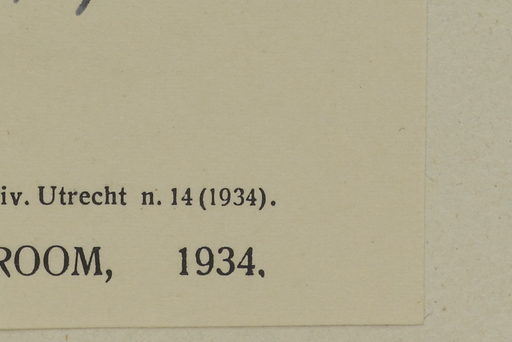 iv. Utrecht n. 14 (1934).
ROOM, 1934.